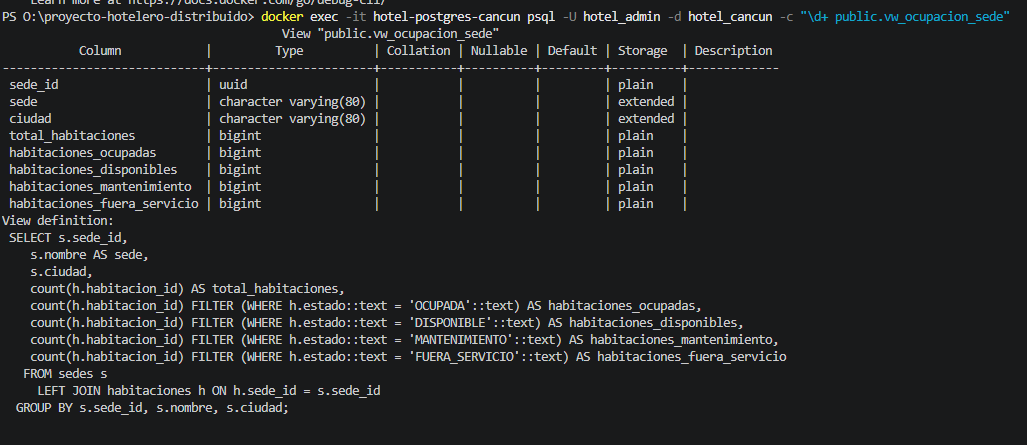 Learn more at https://docs.docker.com/go/debug-cli/
PS O:\proyecto-hotelero-distribuido> docker exec -it hotel-postgres-cancun psql -U hotel_admin -d hotel_cancun -c "\d+ public.vw_ocupacion_sede"
                                      View "public.vw_ocupacion_sede"
           Column            |         Type          | Collation | Nullable | Default | Storage  | Description
-----------------------------+-----------------------+-----------+----------+---------+----------+-------------
 sede_id                     | uuid                  |           |          |         | plain    |
 sede                        | character varying(80) |           |          |         | extended |
 ciudad                      | character varying(80) |           |          |         | extended |
 total_habitaciones          | bigint                |           |          |         | plain    |
 habitaciones_ocupadas       | bigint                |           |          |         | plain    |
 habitaciones_disponibles    | bigint                |           |          |         | plain    |
 habitaciones_mantenimiento  | bigint                |           |          |         | plain    |
 habitaciones_fuera_servicio | bigint                |           |          |         | plain    |
View definition:
 SELECT s.sede_id,
    s.nombre AS sede,
    s.ciudad,
    count(h.habitacion_id) AS total_habitaciones,
    count(h.habitacion_id) FILTER (WHERE h.estado::text = 'OCUPADA'::text) AS habitaciones_ocupadas,
    count(h.habitacion_id) FILTER (WHERE h.estado::text = 'DISPONIBLE'::text) AS habitaciones_disponibles,
    count(h.habitacion_id) FILTER (WHERE h.estado::text = 'MANTENIMIENTO'::text) AS habitaciones_mantenimiento,
    count(h.habitacion_id) FILTER (WHERE h.estado::text = 'FUERA_SERVICIO'::text) AS habitaciones_fuera_servicio
   FROM sedes s
     LEFT JOIN habitaciones h ON h.sede_id = s.sede_id
  GROUP BY s.sede_id, s.nombre, s.ciudad;